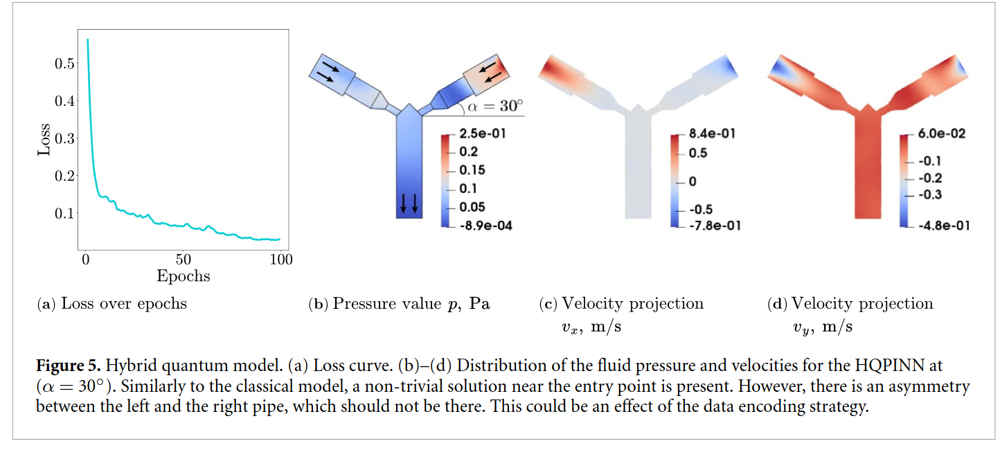 Loss
0.5
0.4
0.3
0.2
0.1
0
50
100
Epochs
α = 30°
2.5e-01
0.2
0.15
0.1
0.05
-8.9e-04
8.4e-01
0.5
0
-0.5
-7.8e-01
6.0e-02
-0.1
-0.2
-0.3
-4.8e-01
(a) Loss over epochs
(b) Pressure value p, Pa
(c) Velocity projection
vₓ, m/s
(d) Velocity projection
v_y, m/s
Figure 5. Hybrid quantum model. (a) Loss curve. (b)–(d) Distribution of the fluid pressure and velocities for the HQPINN at
(α = 30°). Similarly to the classical model, a non-trivial solution near the entry point is present. However, there is an asymmetry
between the left and the right pipe, which should not be there. This could be an effect of the data encoding strategy.